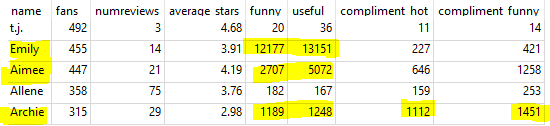 name fans numreviews average stars funny useful compliment hot compliment funny
t.j. 492 3 4.68 20 36 11 14
Emily 455 14 3.91 12177 13151 227 421
Aimee 447 21 4.19 2707 5072 646 1258
Allene 358 75 3.76 182 167 159 253
Archie 315 29 2.98 1189 1248 1112 1451